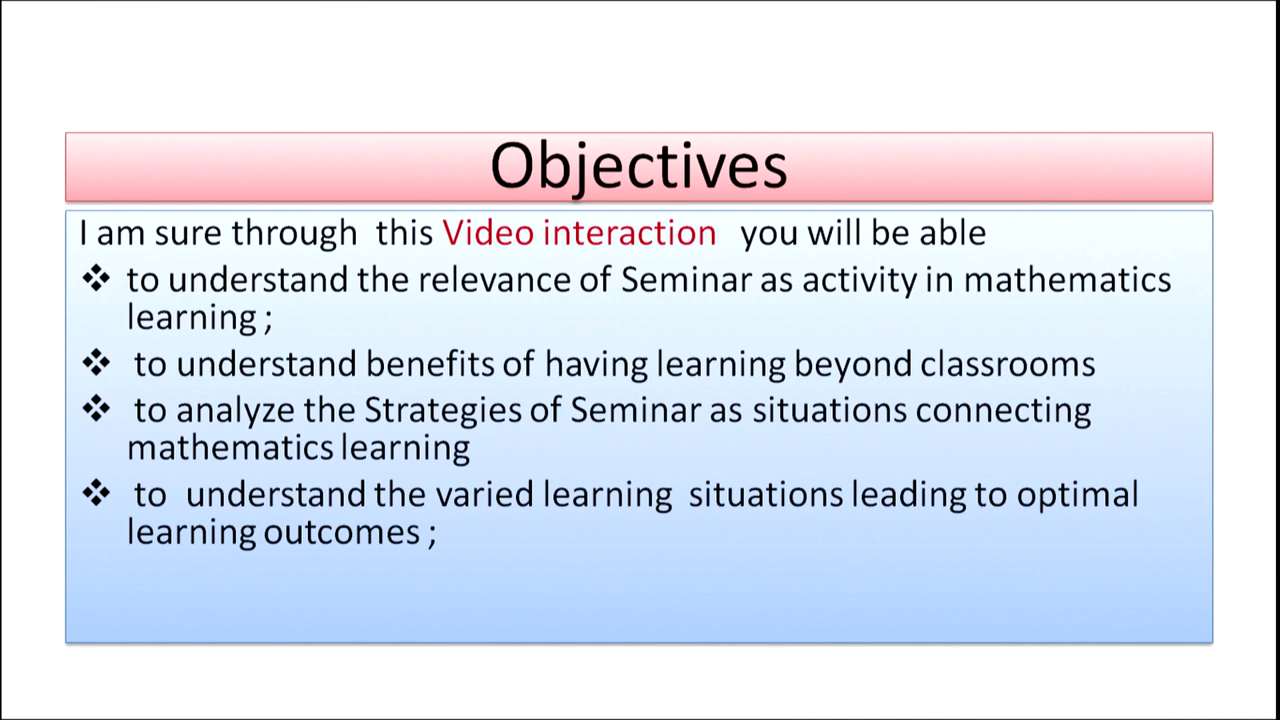 Objectives
I am sure through this Video interaction you will be able
❖ to understand the relevance of Seminar as activity in mathematics
learning ;
❖ to understand benefits of having learning beyond classrooms
❖ to analyze the Strategies of Seminar as situations connecting
mathematics learning
❖ to understand the varied learning situations leading to optimal
learning outcomes ;